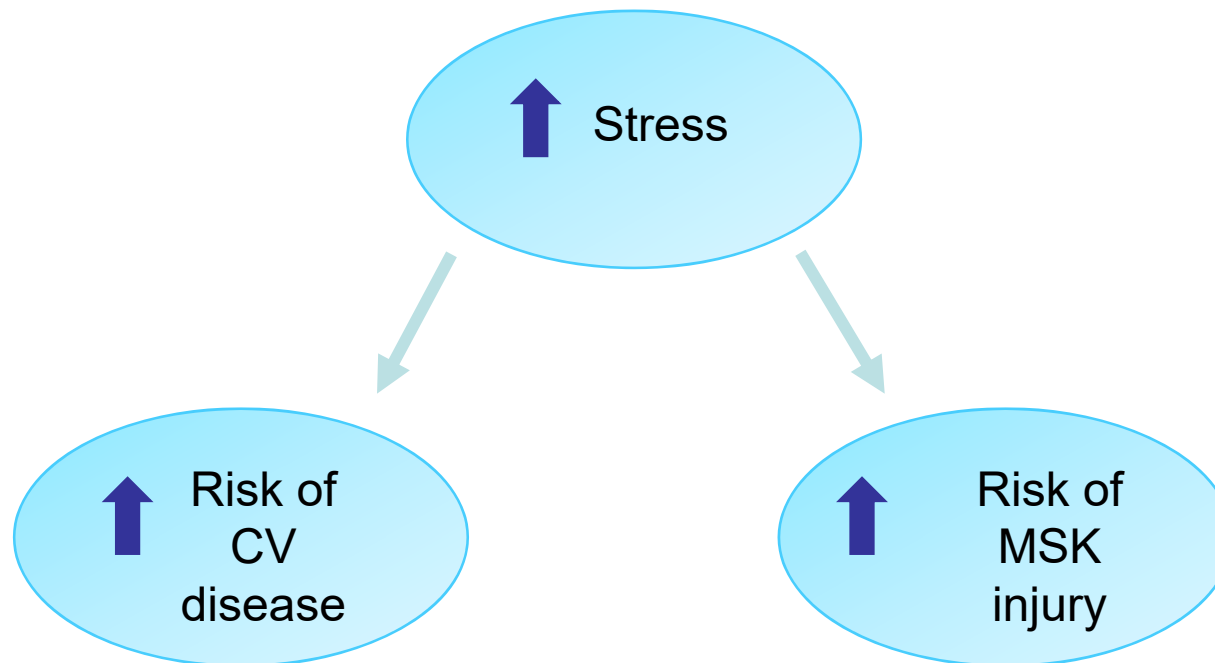 Stress
Risk of
CV
disease
Risk of
MSK
injury